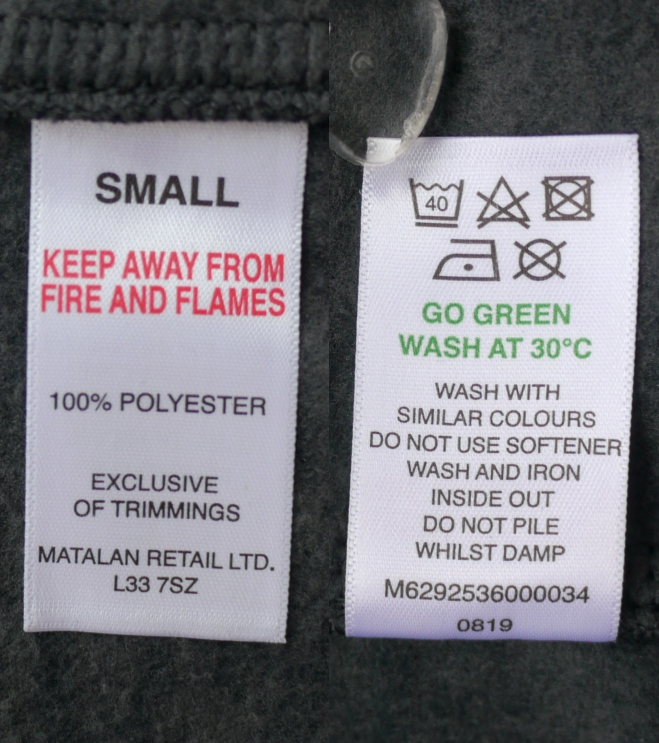 SMALL
KEEP AWAY FROM
FIRE AND FLAMES
100% POLYESTER
EXCLUSIVE
OF TRIMMINGS
MATALAN RETAIL LTD.
L33 7SZ
40
GO GREEN
WASH AT 30°C
WASH WITH
SIMILAR COLOURS
DO NOT USE SOFTENER
WASH AND IRON
INSIDE OUT
DO NOT PILE
WHILST DAMP
M6292536000034
0819